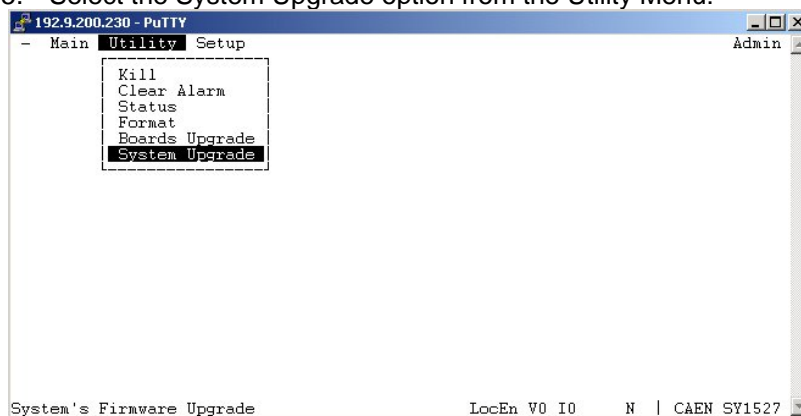 Select the System Upgrade option from the Utility Menu.
192.9.200.230 - PuTTY
- Main Utility Setup Admin
Kill
Clear Alarm
Status
Format
Boards Upgrade
System Upgrade
System's Firmware Upgrade LocEn V0 I0 N | CAEN SY1527